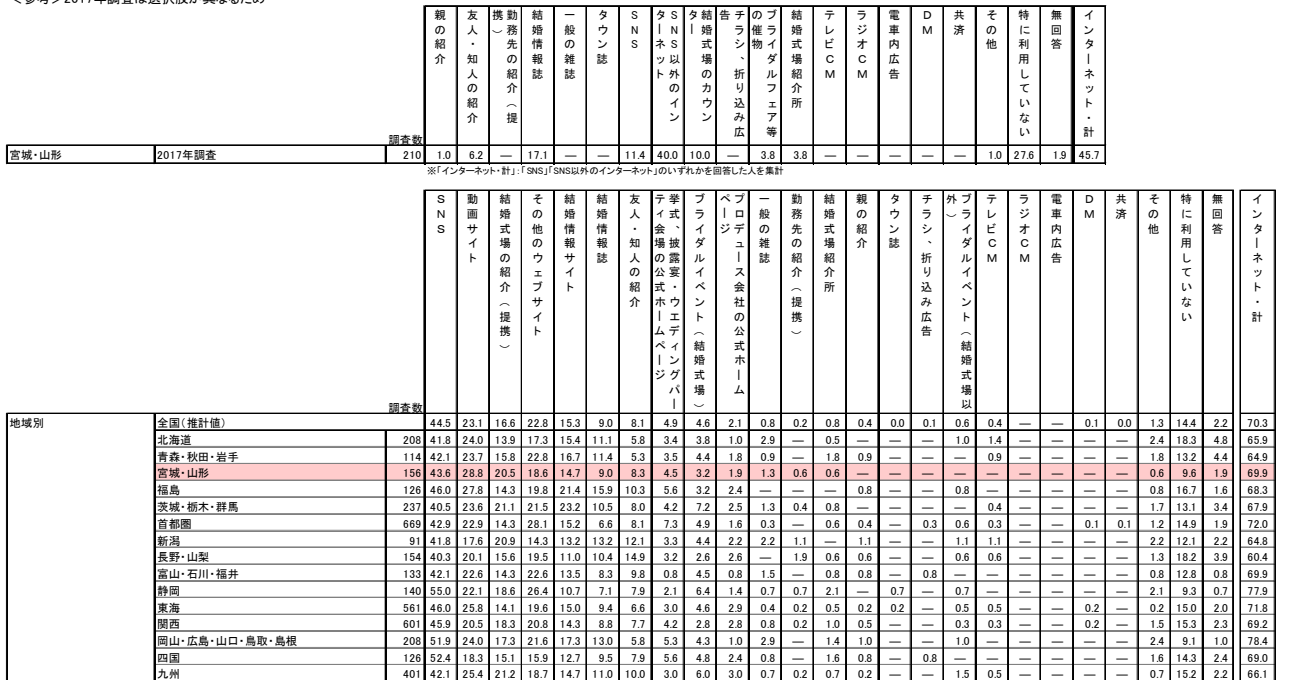 ＜参考＞2017年調査は選択肢が異なるため
親の紹介
友人・知人の紹介
勤務先の紹介（提携）
結婚情報誌
一般の雑誌
タウン誌
ＳＮＳ
ＳＮＳ以外のインターネット
結婚式場のカウンター
チラシ、折り込み広告
ブライダルフェア等の催物
結婚式場紹介所
テレビＣＭ
ラジオＣＭ
電車内広告
ＤＭ
共済
その他
特に利用していない
無回答
インターネット・計
調査数
宮城・山形 2017年調査 210 1.0 6.2 — 17.1 — — 11.4 40.0 10.0 — 3.8 3.8 — — — — — 1.0 27.6 1.9 45.7
※「インターネット・計」：「SNS」「SNS以外のインターネット」のいずれかを回答した人を集計
ＳＮＳ
動画サイト
結婚式場の紹介（提携）
その他のウェブサイト
結婚情報サイト
結婚情報誌
友人・知人の紹介
挙式、披露宴・ウエディングパーティ会場の公式ホームページ
ブライダルイベント（結婚式場）
プロデュース会社の公式ホームページ
一般の雑誌
勤務先の紹介（提携）
結婚式場紹介所
親の紹介
タウン誌
チラシ、折り込み広告
ブライダルイベント（結婚式場以外）
テレビＣＭ
ラジオＣＭ
電車内広告
ＤＭ
共済
その他
特に利用していない
無回答
インターネット・計
調査数
地域別 全国（推計値） 44.5 23.1 16.6 22.8 15.3 9.0 8.1 4.9 4.6 2.1 0.8 0.2 0.8 0.4 0.0 0.1 0.6 0.4 — — 0.1 0.0 1.3 14.4 2.2 70.3
北海道 208 41.8 24.0 13.9 17.3 15.4 11.1 5.8 3.4 3.8 1.0 2.9 — 0.5 — — — 1.0 1.4 — — — — 2.4 18.3 4.8 65.9
青森・秋田・岩手 114 42.1 23.7 15.8 22.8 16.7 11.4 5.3 3.5 4.4 1.8 0.9 — 1.8 0.9 — — — 0.9 — — — — 1.8 13.2 4.4 64.9
宮城・山形 156 43.6 28.8 20.5 18.6 14.7 9.0 8.3 4.5 3.2 1.9 1.3 0.6 0.6 — — — — — — — — — 0.6 9.6 1.9 69.9
福島 126 46.0 27.8 14.3 19.8 21.4 15.9 10.3 5.6 3.2 2.4 — — — 0.8 — — 0.8 — — — — — 0.8 16.7 1.6 68.3
茨城・栃木・群馬 237 40.5 23.6 21.1 21.5 23.2 10.5 8.0 4.2 7.2 2.5 1.3 0.4 0.8 — — — — 0.4 — — — — 1.7 13.1 3.4 67.9
首都圏 669 42.9 22.9 14.3 28.1 15.2 6.6 8.1 7.3 4.9 1.6 0.3 — 0.6 0.4 — 0.3 0.6 0.3 — — 0.1 0.1 1.2 14.9 1.9 72.0
新潟 91 41.8 17.6 20.9 14.3 13.2 13.2 12.1 3.3 4.4 2.2 2.2 1.1 — 1.1 — — 1.1 1.1 — — — — 2.2 12.1 2.2 64.8
長野・山梨 154 40.3 20.1 15.6 19.5 11.0 10.4 14.9 3.2 2.6 2.6 — 1.9 0.6 0.6 — — 0.6 0.6 — — — — 1.3 18.2 3.9 60.4
富山・石川・福井 133 42.1 22.6 14.3 22.6 13.5 8.3 9.8 0.8 4.5 0.8 1.5 — 0.8 0.8 — 0.8 — — — — — — 0.8 12.8 0.8 69.9
静岡 140 55.0 22.1 18.6 26.4 10.7 7.1 7.9 2.1 6.4 1.4 0.7 0.7 2.1 — 0.7 — 0.7 — — — — — 2.1 9.3 0.7 77.9
東海 561 46.0 25.8 14.1 19.6 15.0 9.4 6.6 3.0 4.6 2.9 0.4 0.2 0.5 0.2 0.2 — 0.5 0.5 — — 0.2 — 0.2 15.0 2.0 71.8
関西 601 45.9 20.5 18.3 20.8 14.3 8.8 7.7 4.2 2.8 2.8 0.8 0.2 1.0 0.5 — — 0.3 0.3 — — 0.2 — 1.5 15.3 2.3 69.2
岡山・広島・山口・鳥取・島根 208 51.9 24.0 17.3 21.6 17.3 13.0 5.8 5.3 4.3 1.0 2.9 — 1.4 1.0 — — 1.0 — — — — — 2.4 9.1 1.0 78.4
四国 126 52.4 18.3 15.1 15.9 12.7 9.5 7.9 5.6 4.8 2.4 0.8 — 1.6 0.8 — 0.8 — — — — — — 1.6 14.3 2.4 69.0
九州 401 42.1 25.4 21.2 18.7 14.7 11.0 10.0 3.0 6.0 3.0 0.7 0.2 0.7 0.2 — — 1.5 0.5 — — — — 0.7 15.2 2.2 66.1